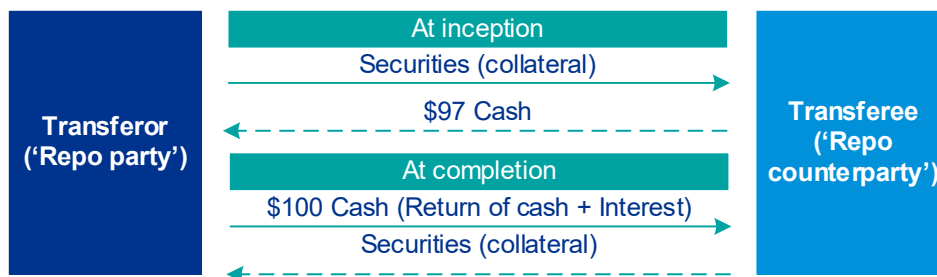 At inception
Securities (collateral)
$97 Cash
Transferor
(‘Repo party’)
Transferee
(‘Repo
counterparty’)
At completion
$100 Cash (Return of cash + Interest)
Securities (collateral)